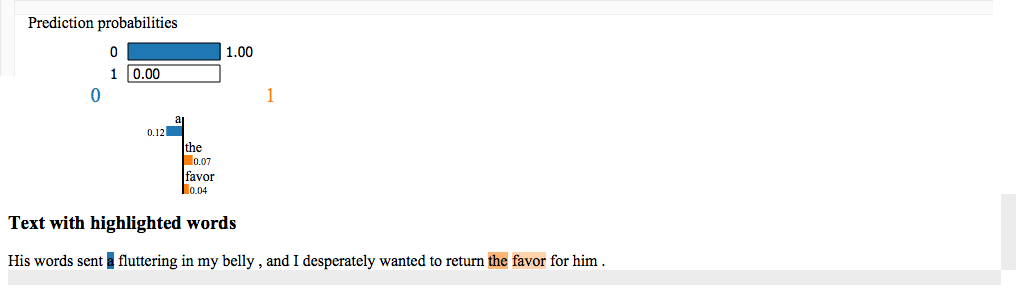 Prediction probabilities
0 1.00
1 0.00
0 1
a
0.12
the
0.07
favor
0.04
Text with highlighted words
His words sent a fluttering in my belly , and I desperately wanted to return the favor for him .